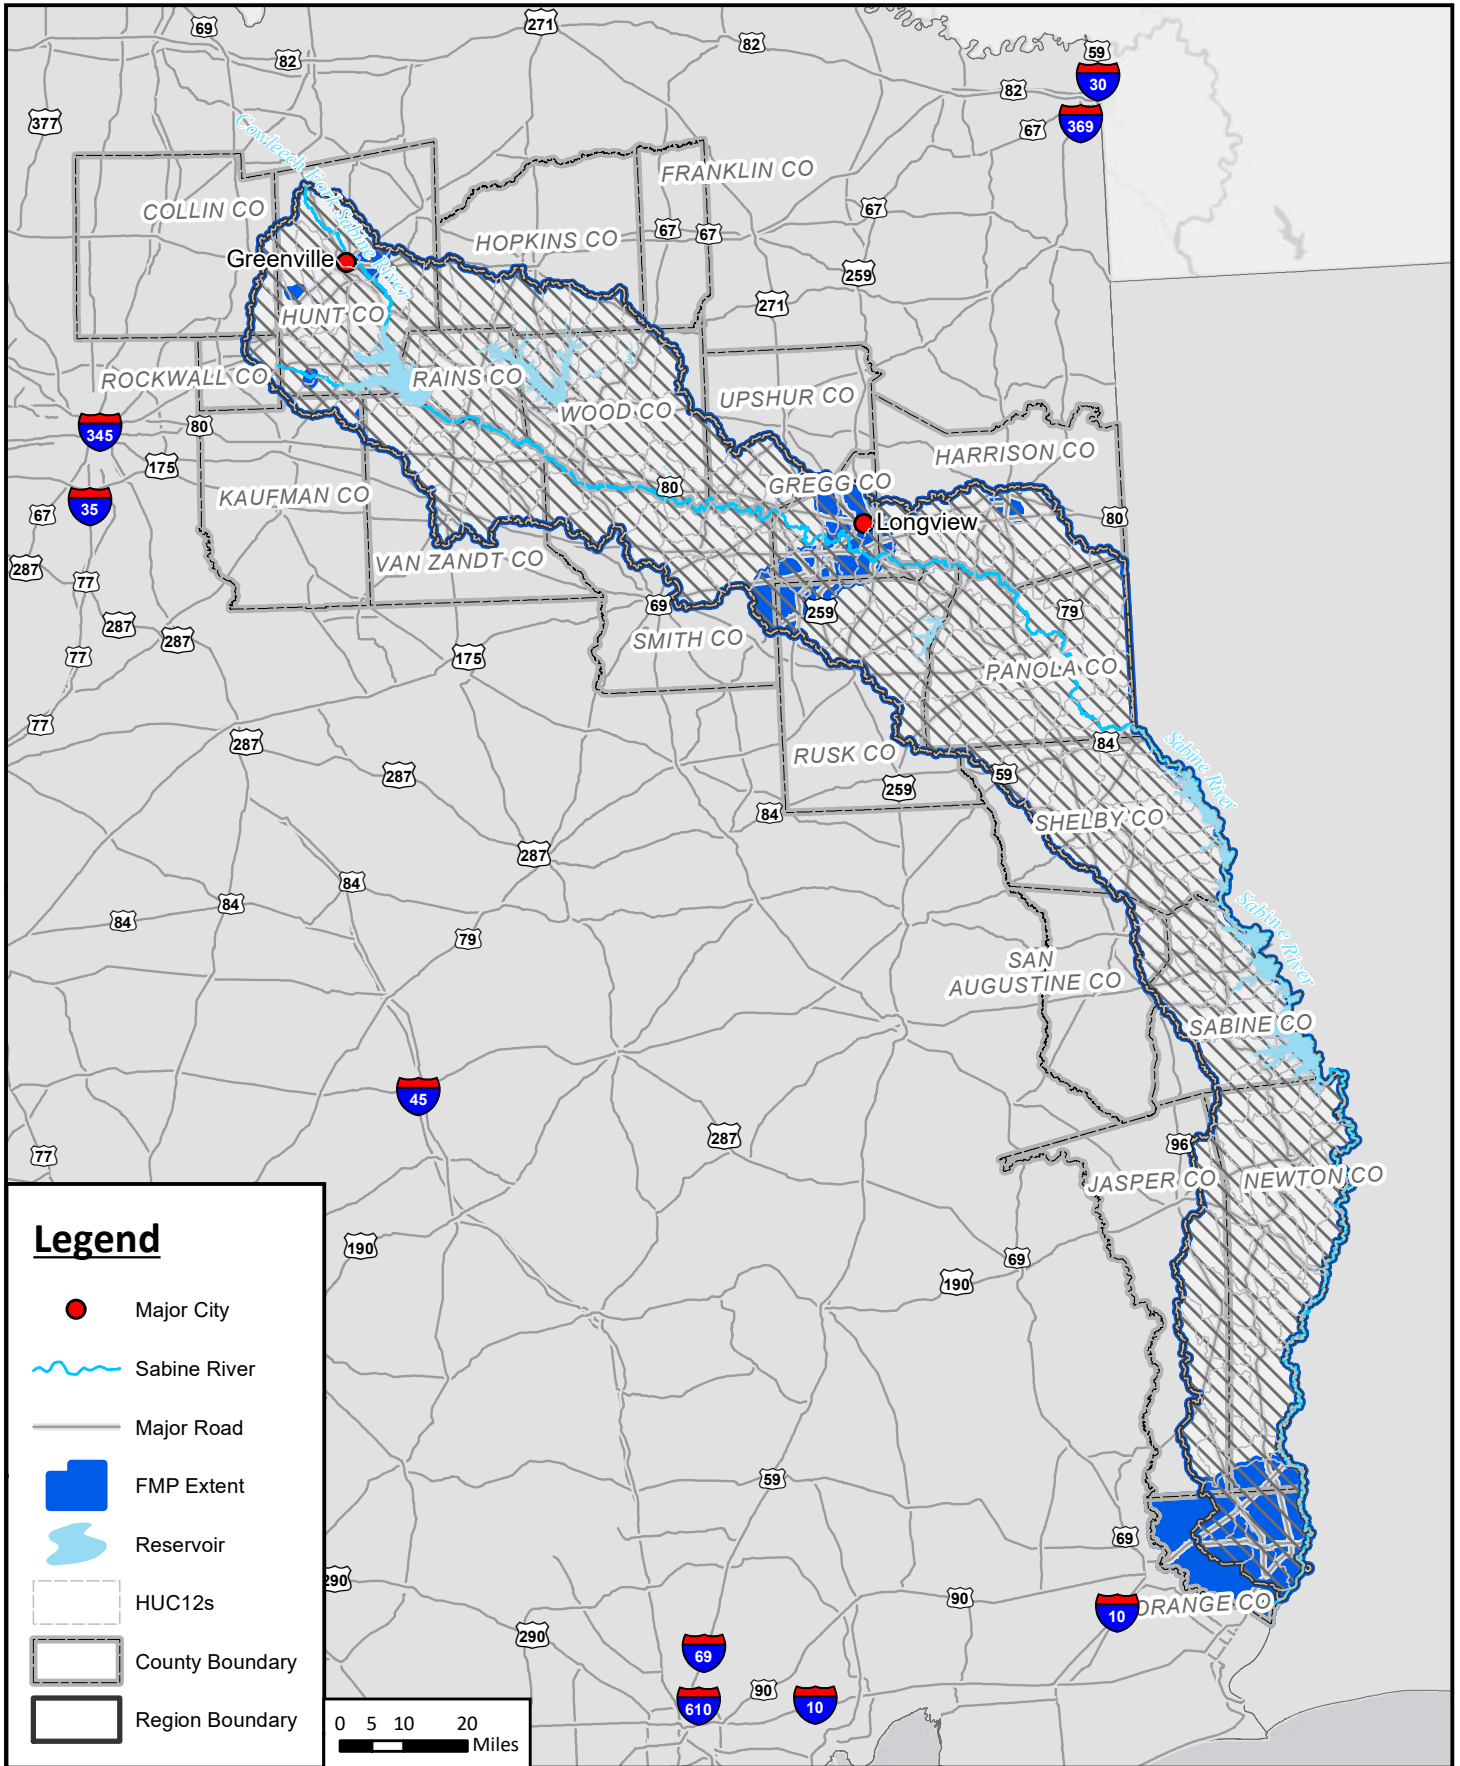 69
271
82
82
59
30
82
377
369
67
Cowleech Fork Sabine River
FRANKLIN CO
COLLIN CO
67
67
67
HOPKINS CO
Greenville
259
271
HUNT CO
ROCKWALL CO
RAINS CO
UPSHUR CO
WOOD CO
80
345
HARRISON CO
175
GREGG CO
80
KAUFMAN CO
35
67
Longview
80
VAN ZANDT CO
287
77
69
259
79
287
287
SMITH CO
77
175
PANOLA CO
77
287
84
Sabine River
RUSK CO
287
59
259
84
SHELBY CO
287
84
84
84
Sabine River
79
SAN
AUGUSTINE CO
SABINE CO
45
287
96
77
JASPER CO
NEWTON CO
190
69
190
59
69
290
90
10
ORANGE CO
290
69
90
610
10
Legend
Major City
Sabine River
Major Road
FMP Extent
Reservoir
HUC12s
County Boundary
Region Boundary
0 5 10 20
Miles